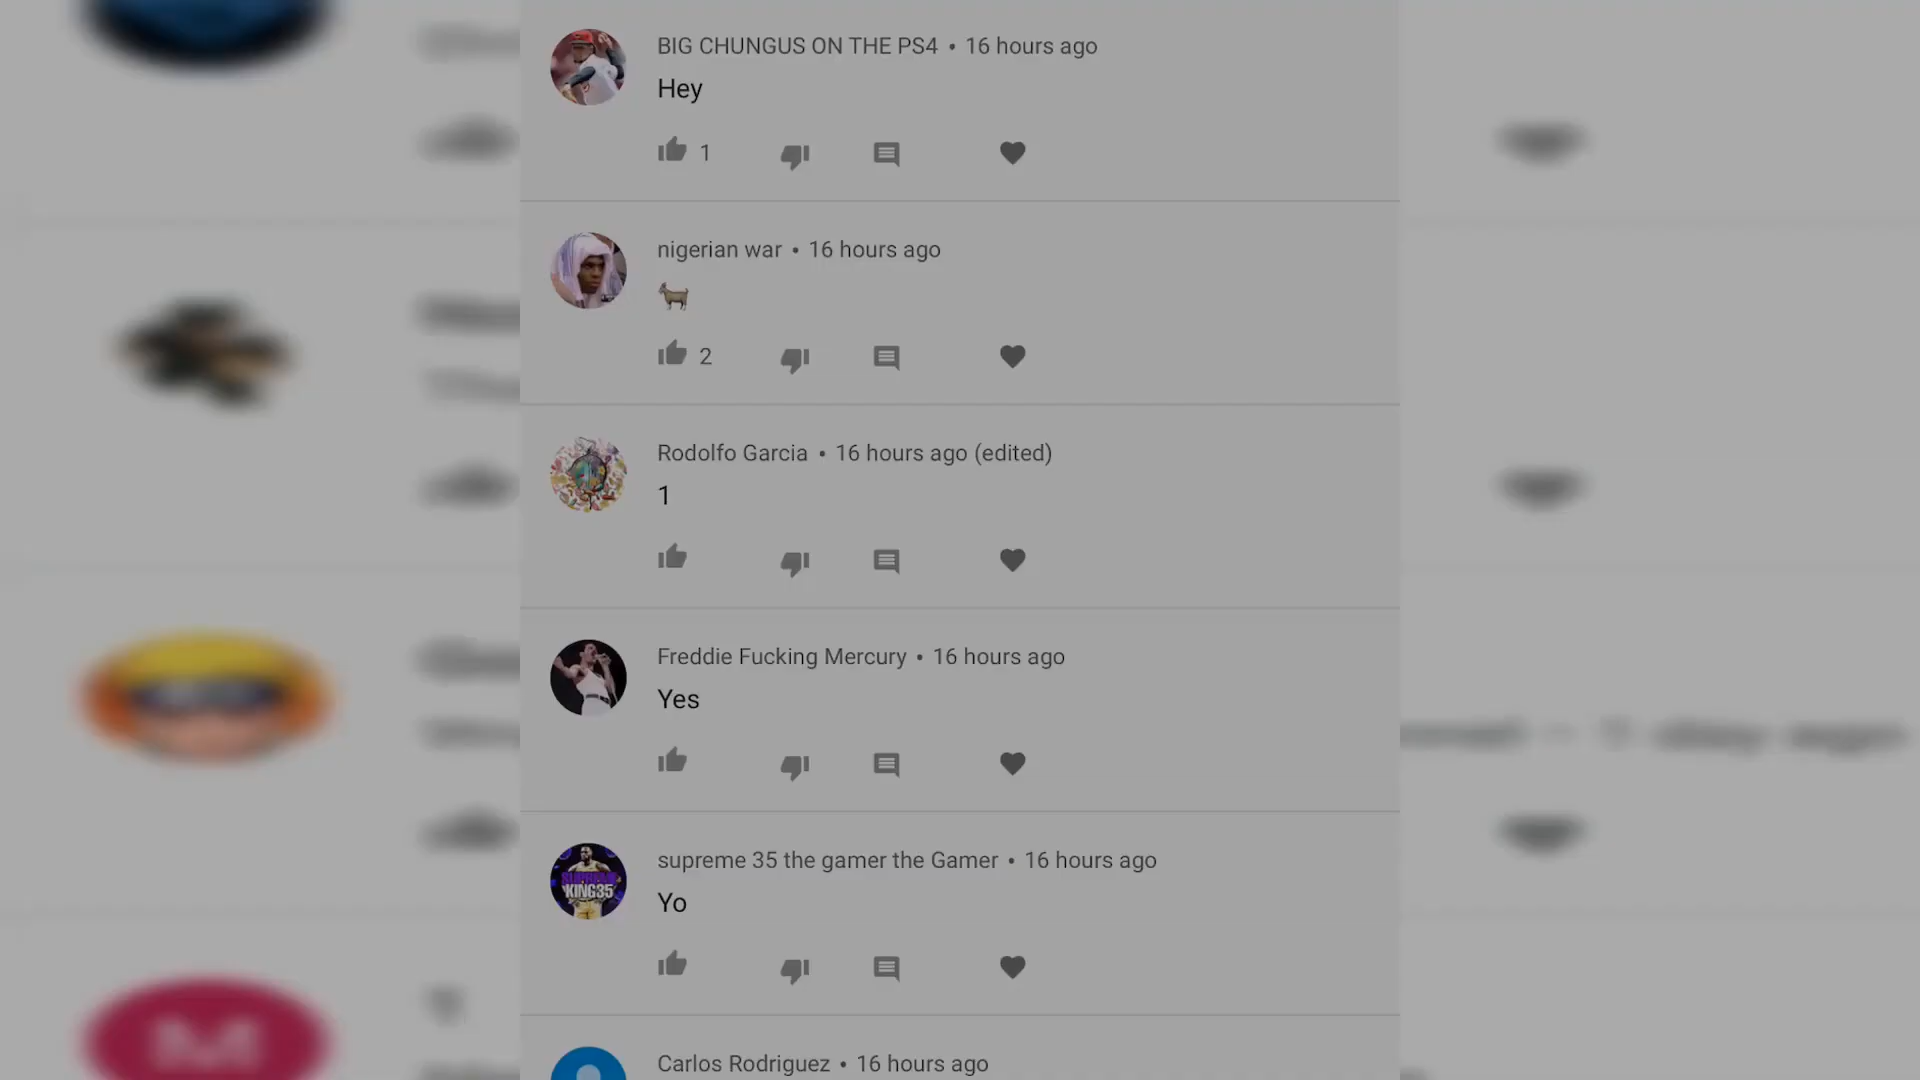 BIG CHUNGUS ON THE PS4 • 16 hours ago
Hey
1
nigerian war • 16 hours ago
🐐
2
Rodolfo Garcia • 16 hours ago (edited)
1
Freddie Fucking Mercury • 16 hours ago
Yes
supreme 35 the gamer the Gamer • 16 hours ago
SUPREME
KING35
Yo
Carlos Rodriguez • 16 hours ago
M